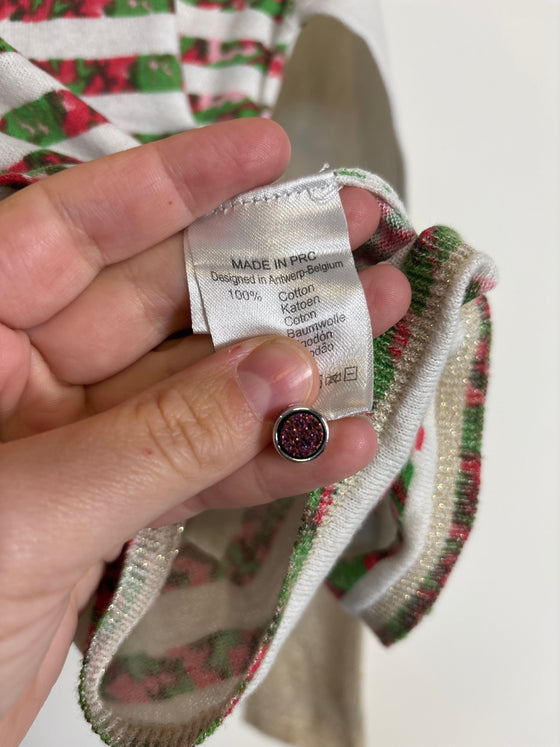 MADE IN PRC
Designed in Antwerp-Belgium
100% Cotton
Katoen
Coton
Baumwolle